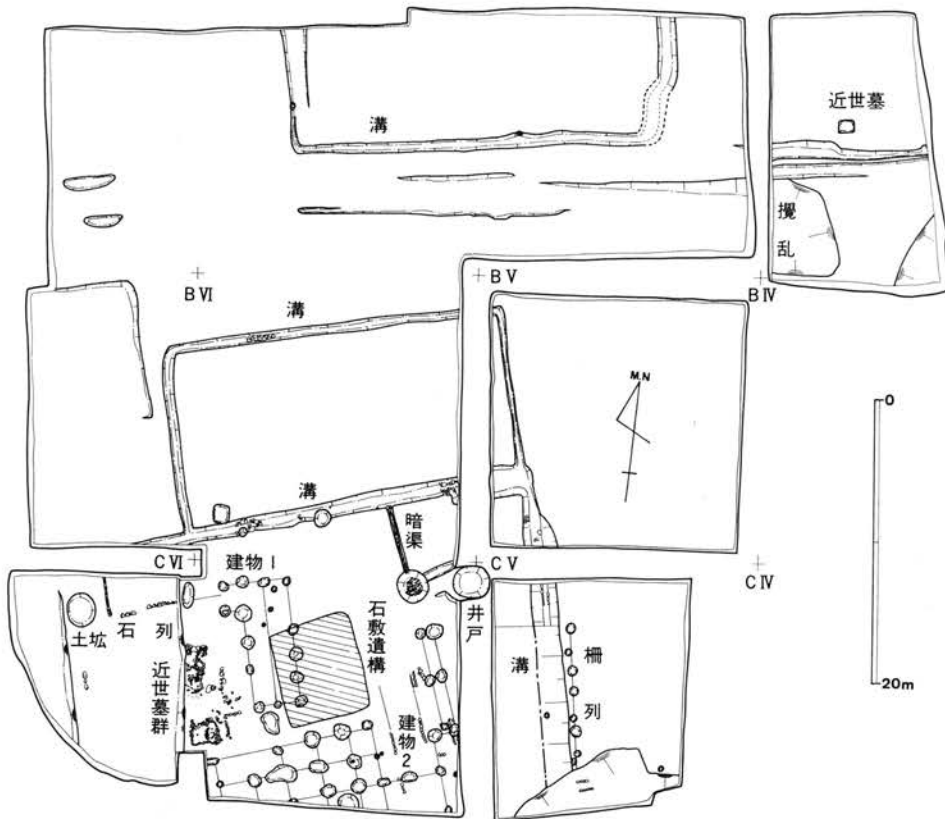 近世墓
溝
攪乱
B Ⅵ
B Ⅴ
B Ⅳ
溝
M.N
0
溝
暗渠
C Ⅵ
建物1
C Ⅴ
C Ⅳ
土坛
石列
石敷遺構
井戸
溝
柵列
近世墓群
建物2
20m